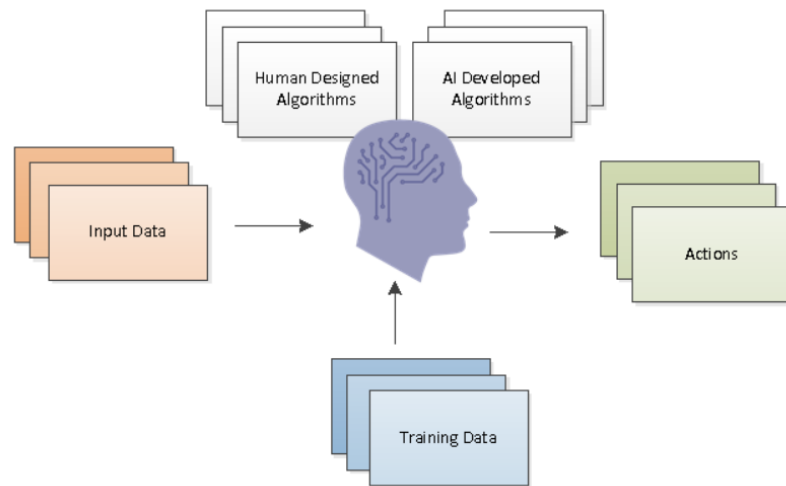 Human Designed
Algorithms
AI Developed
Algorithms
Input Data
Actions
Training Data